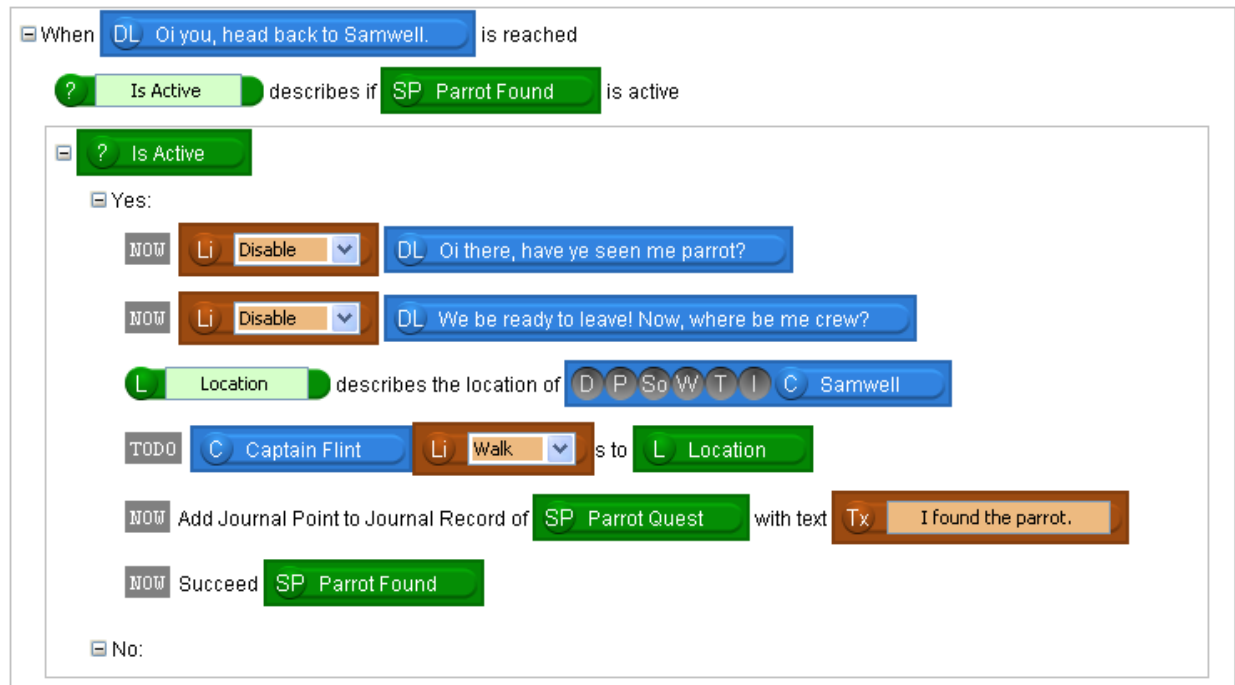 When DL Oi you, head back to Samwell. is reached
? Is Active describes if SP Parrot Found is active
? Is Active
Yes:
NOW Li Disable DL Oi there, have ye seen me parrot?
NOW Li Disable DL We be ready to leave! Now, where be me crew?
L Location describes the location of D P So W T I C Samwell
TODO C Captain Flint Li Walk s to L Location
NOW Add Journal Point to Journal Record of SP Parrot Quest with text Tx I found the parrot.
NOW Succeed SP Parrot Found
No: